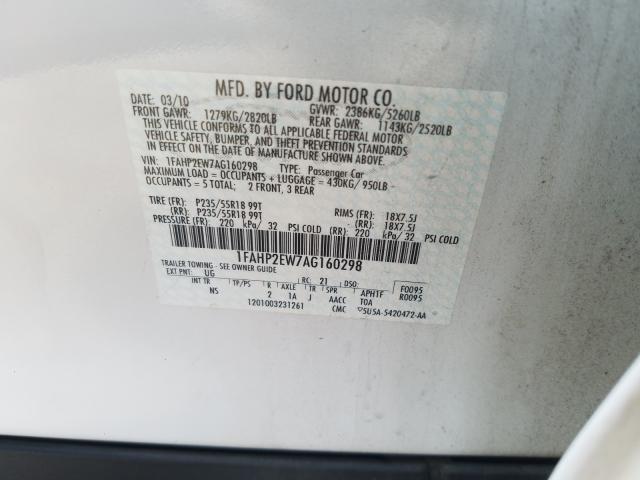 MFD. BY FORD MOTOR CO.
03/10 GVWR: 2386KG/5260LB
FRONT GAWR: 1279KG/2820LB REAR GAWR: 1143KG/2520LB
THIS VEHICLE CONFORMS TO ALL APPLICABLE FEDERAL MOTOR
VEHICLE SAFETY, BUMPER, AND THEFT PREVENTION STANDARDS
IN EFFECT ON THE DATE OF MANUFACTURE SHOWN ABOVE.
VIN: 1FAHP2EW7AG160298 TYPE: Passenger Car
MAXIMUM LOAD = OCCUPANTS + LUGGAGE = 430KG/ 950LB-
OCCUPANTS = 5 TOTAL; 2 FRONT, 3 REAR
TIRE (FR): P235/55R18 99T RIMS (FR): 18X7.5J
(RR): P235/55R18 99T (RR): 18X7.5J
PRESSURE (FR): 220 kPa/ 32 PSI COLD (RR): 220 kPa/ 32 PSI COLD
1FAHP2EW7AG160298
TRAILER TOWING - SEE OWNER GUIDE
EXT PNT: UG RC: 21 DSO: F0095
R0095
INT TR TP/PS R AXLE TR SPR APH1F
NS 2 1A J AACC TOA
1201003231261 CMC 5U5A-5420472-AA